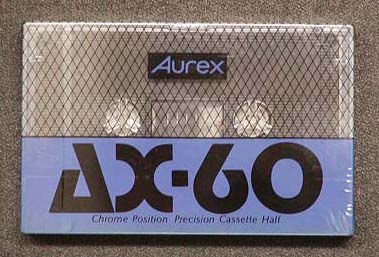 Aurex
AX-60
Chrome Position Precision Cassette Half